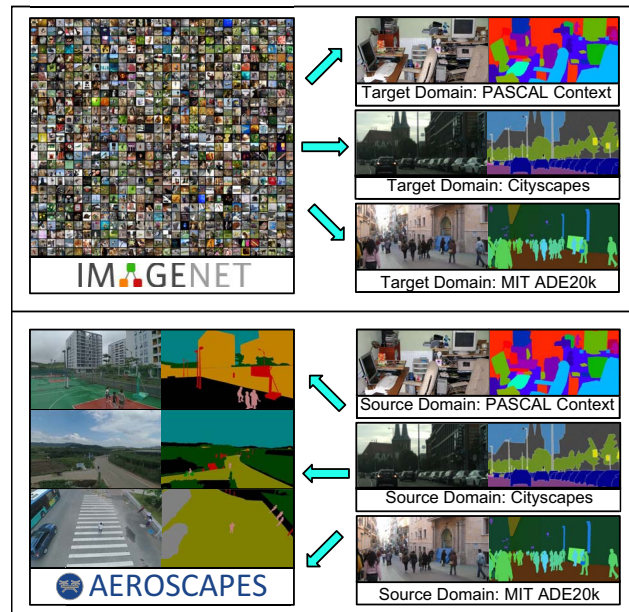 Target Domain: PASCAL Context
Target Domain: Cityscapes
IMAGENET
Target Domain: MIT ADE20k
Source Domain: PASCAL Context
Source Domain: Cityscapes
AEROSCAPES
Source Domain: MIT ADE20k